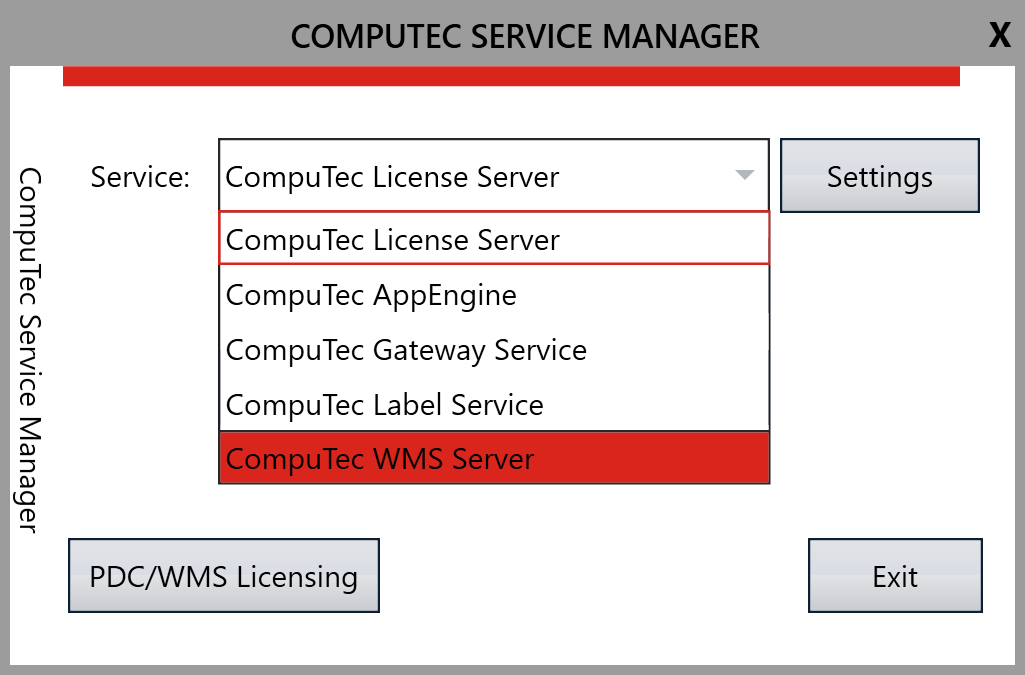 COMPUTEC SERVICE MANAGER X
CompuTec Service Manager
Service: CompuTec License Server Settings
CompuTec License Server
CompuTec AppEngine
CompuTec Gateway Service
CompuTec Label Service
CompuTec WMS Server
PDC/WMS Licensing Exit